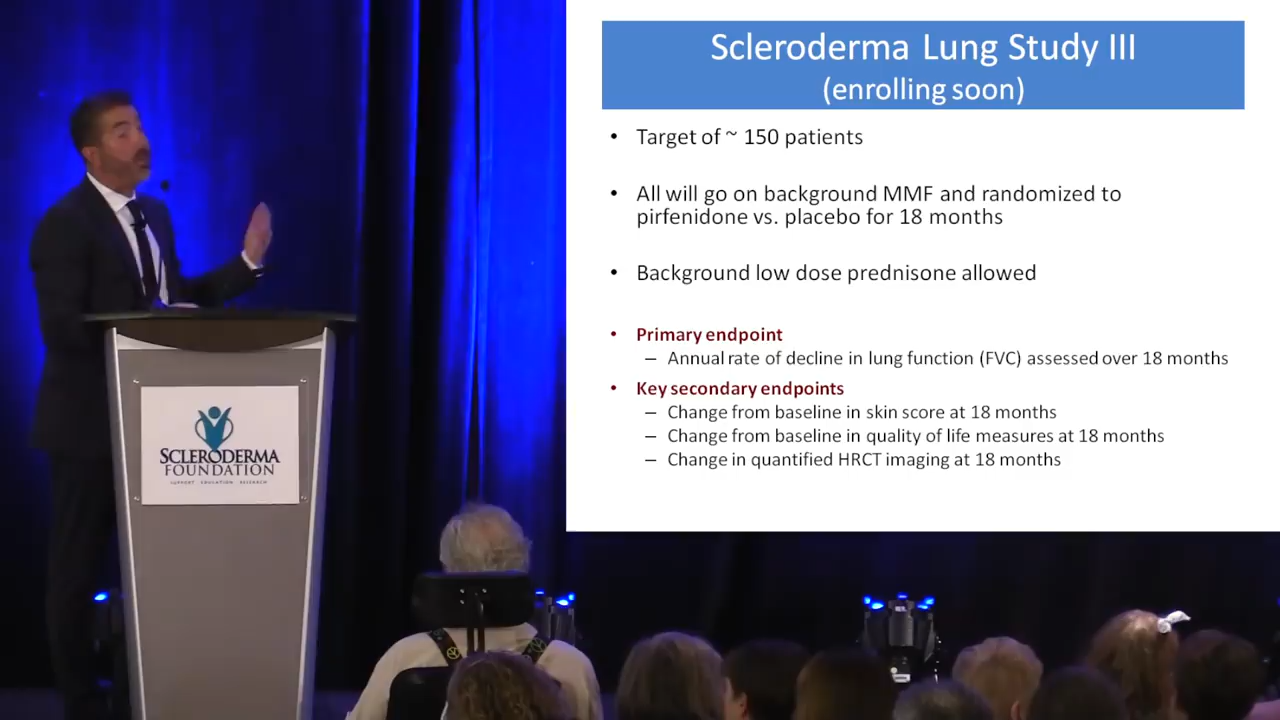 Scleroderma Lung Study III
(enrolling soon)
• Target of ~ 150 patients
• All will go on background MMF and randomized to
pirfenidone vs. placebo for 18 months
• Background low dose prednisone allowed
• Primary endpoint
– Annual rate of decline in lung function (FVC) assessed over 18 months
• Key secondary endpoints
– Change from baseline in skin score at 18 months
– Change from baseline in quality of life measures at 18 months
– Change in quantified HRCT imaging at 18 months
SCLERODERMA
FOUNDATION
SUPPORT · EDUCATION · RESEARCH